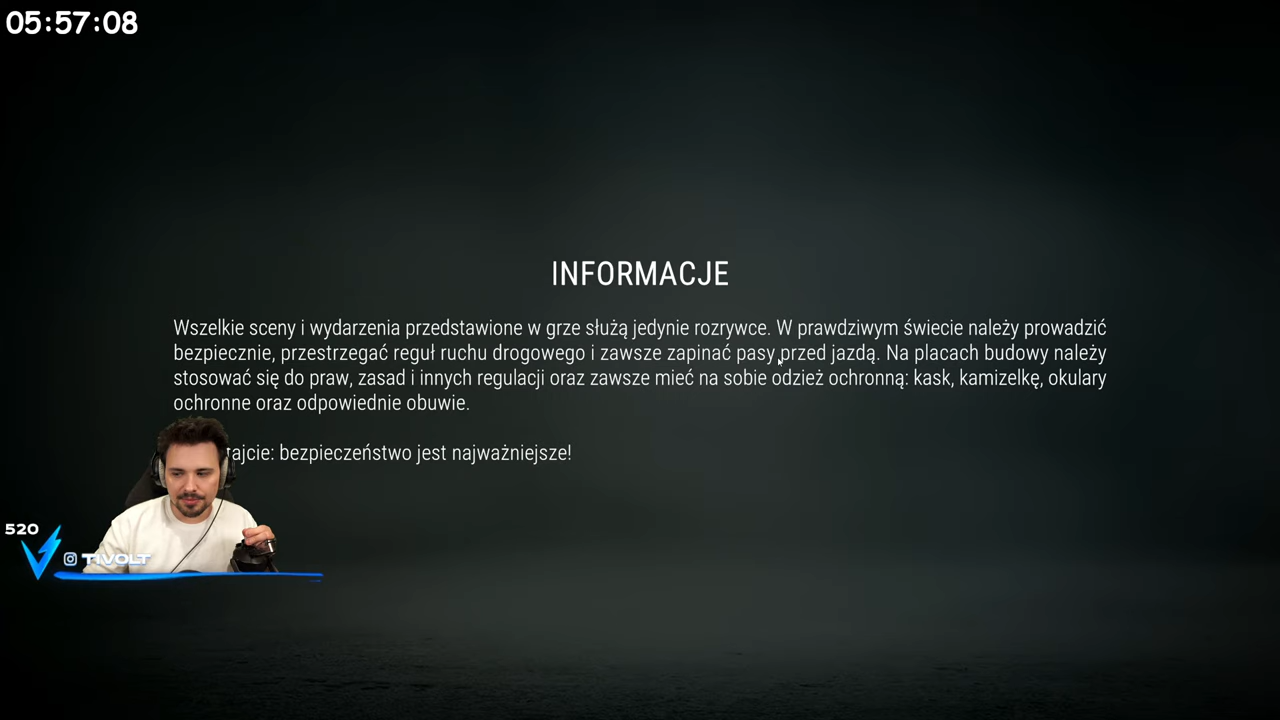 05:57:08
INFORMACJE
Wszelkie sceny i wydarzenia przedstawione w grze służą jedynie rozrywce. W prawdziwym świecie należy prowadzić
bezpiecznie, przestrzegać reguł ruchu drogowego i zawsze zapinać pasy przed jazdą. Na placach budowy należy
stosować się do praw, zasad i innych regulacji oraz zawsze mieć na sobie odzież ochronną: kask, kamizelkę, okulary
ochronne oraz odpowiednie obuwie.
bezpieczeństwo jest najważniejsze!
520
TIVOLT